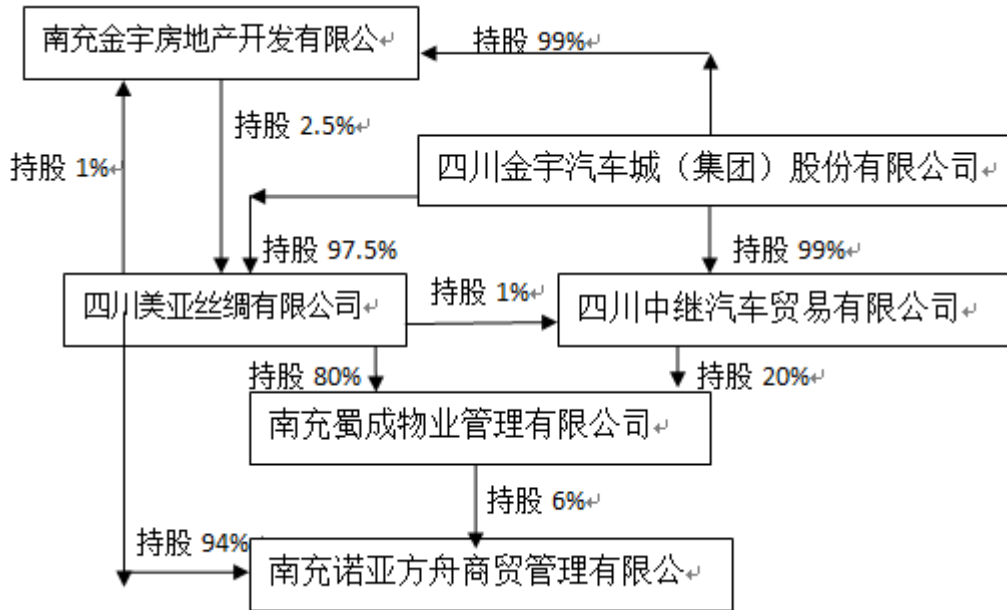 南充金宇房地产开发有限公
持股 99%
持股 2.5%
持股 1%
四川金宇汽车城（集团）股份有限公司
持股 97.5%
持股 99%
四川美亚丝绸有限公司
持股 1%
四川中继汽车贸易有限公司
持股 80%
持股 20%
南充蜀成物业管理有限公司
持股 6%
持股 94%
南充诺亚方舟商贸管理有限公